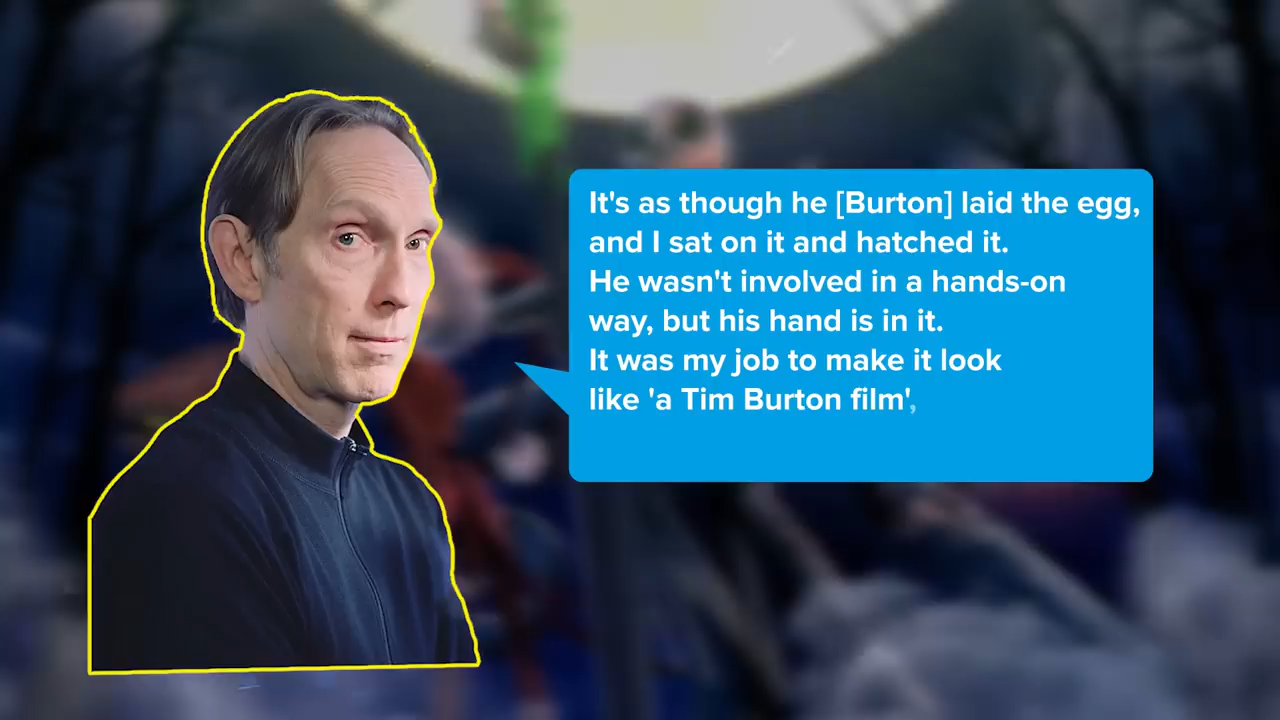 It's as though he [Burton] laid the egg,
and I sat on it and hatched it.
He wasn't involved in a hands-on
way, but his hand is in it.
It was my job to make it look
like 'a Tim Burton film',